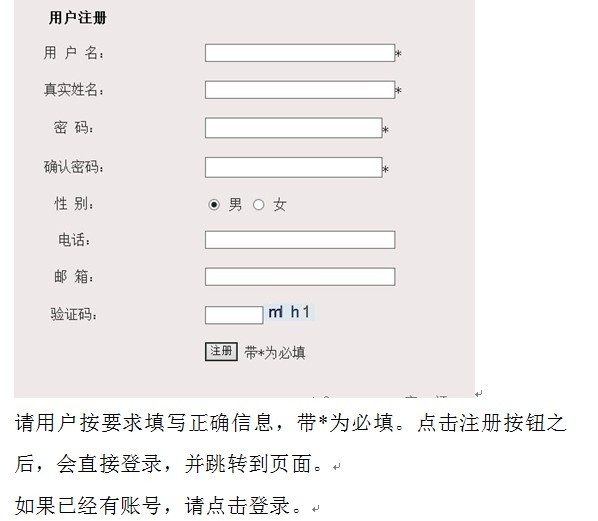 用户注册
用 户 名： *
真实姓名： *
密 码： *
确认密码： *
性 别： 男 女
电话：
邮 箱：
验证码： ml h1
注册 带*为必填
请用户按要求填写正确信息，带*为必填。点击注册按钮之
后，会直接登录，并跳转到页面。
如果已经有账号，请点击登录。